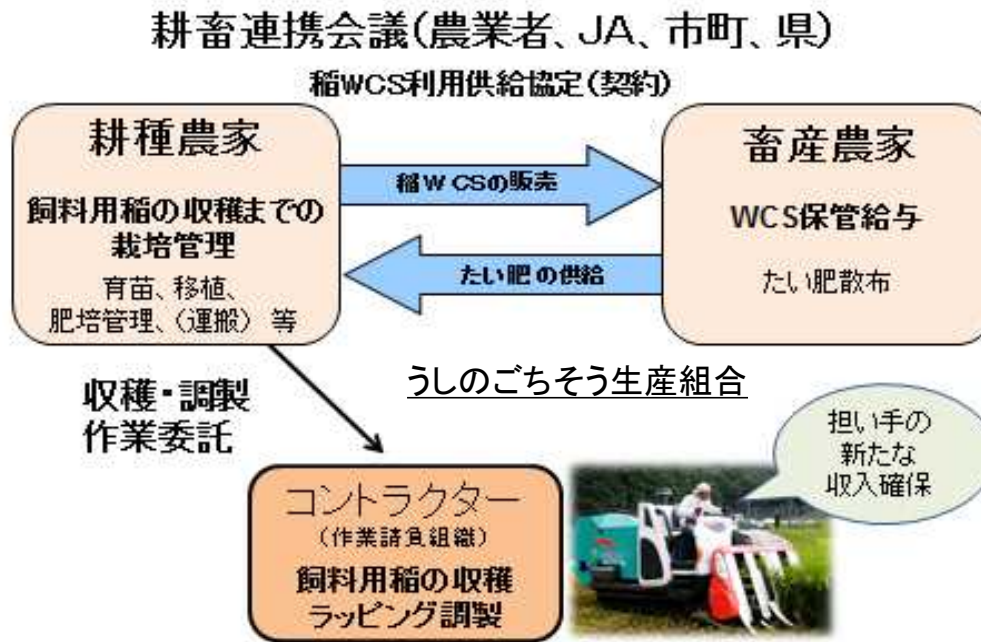 耕畜連携会議(農業者、JA、市町、県)
稲WCS利用供給協定(契約)
耕種農家
飼料用稲の収穫までの
栽培管理
育苗、移植、
肥培管理、(運搬) 等
稲WCSの販売
たい肥の供給
畜産農家
WCS保管給与
たい肥散布
収穫・調製
作業委託
うしのごちそう生産組合
コントラクター
(作業請負組織)
飼料用稲の収穫
ラッピング調製
担い手の
新たな
収入確保